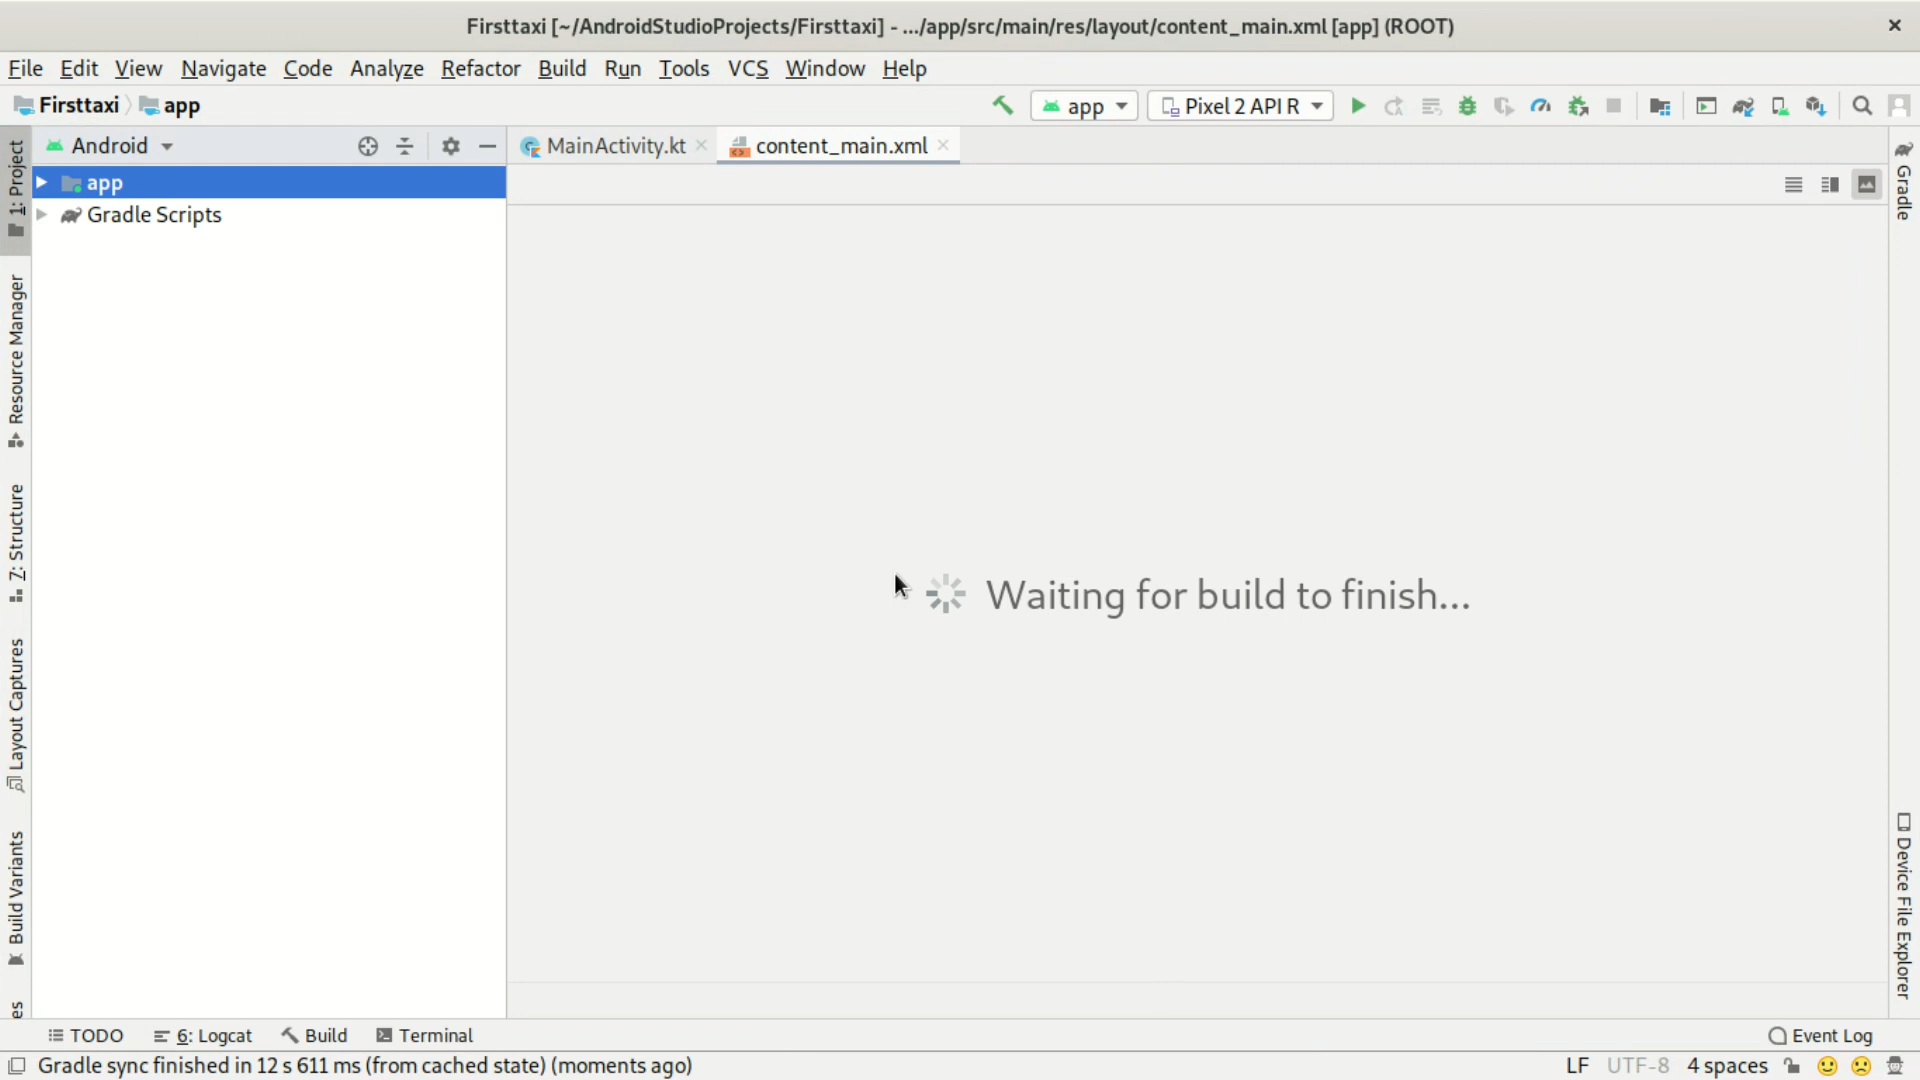 Firsttaxi [~/AndroidStudioProjects/Firsttaxi] - .../app/src/main/res/layout/content_main.xml [app] (ROOT)
File Edit View Navigate Code Analyze Refactor Build Run Tools VCS Window Help
Firsttaxi app app Pixel 2 API R
Android MainActivity.kt content_main.xml
app
Gradle Scripts
1: Project
Resource Manager
Z: Structure
Layout Captures
Build Variants
es
Waiting for build to finish...
Gradle
Device File Explorer
TODO 6: Logcat Build Terminal Event Log
Gradle sync finished in 12 s 611 ms (from cached state) (moments ago) LF UTF-8 4 spaces